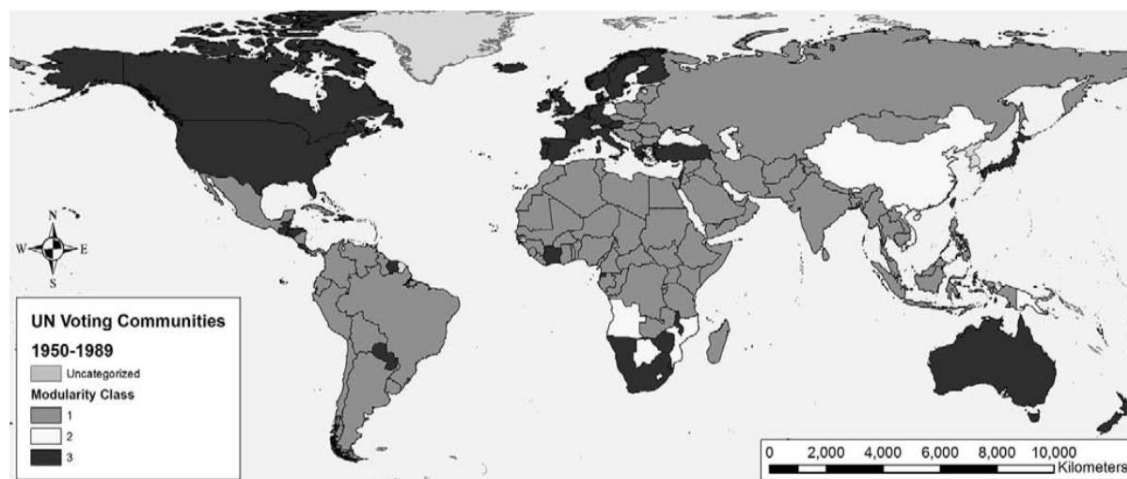 N
W E
S
UN Voting Communities
1950-1989
Uncategorized
Modularity Class
1
2
3
0 2,000 4,000 6,000 8,000 10,000
Kilometers